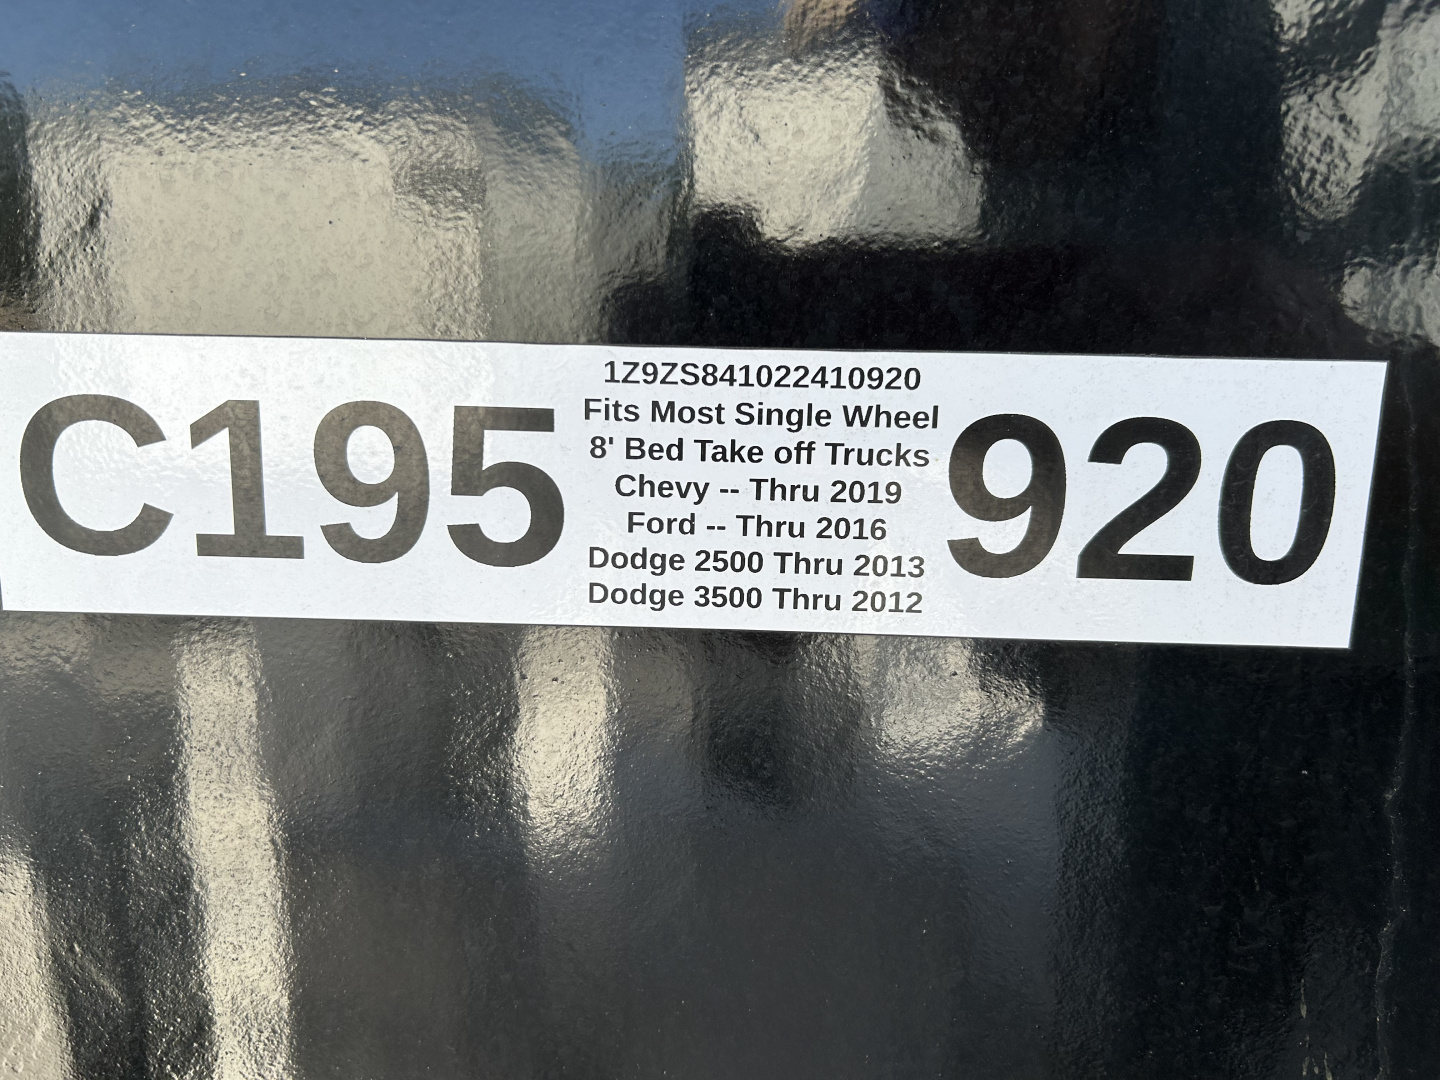 C195
1Z9ZS841022410920
Fits Most Single Wheel
8' Bed Take off Trucks
Chevy -- Thru 2019
Ford -- Thru 2016
Dodge 2500 Thru 2013
Dodge 3500 Thru 2012
920